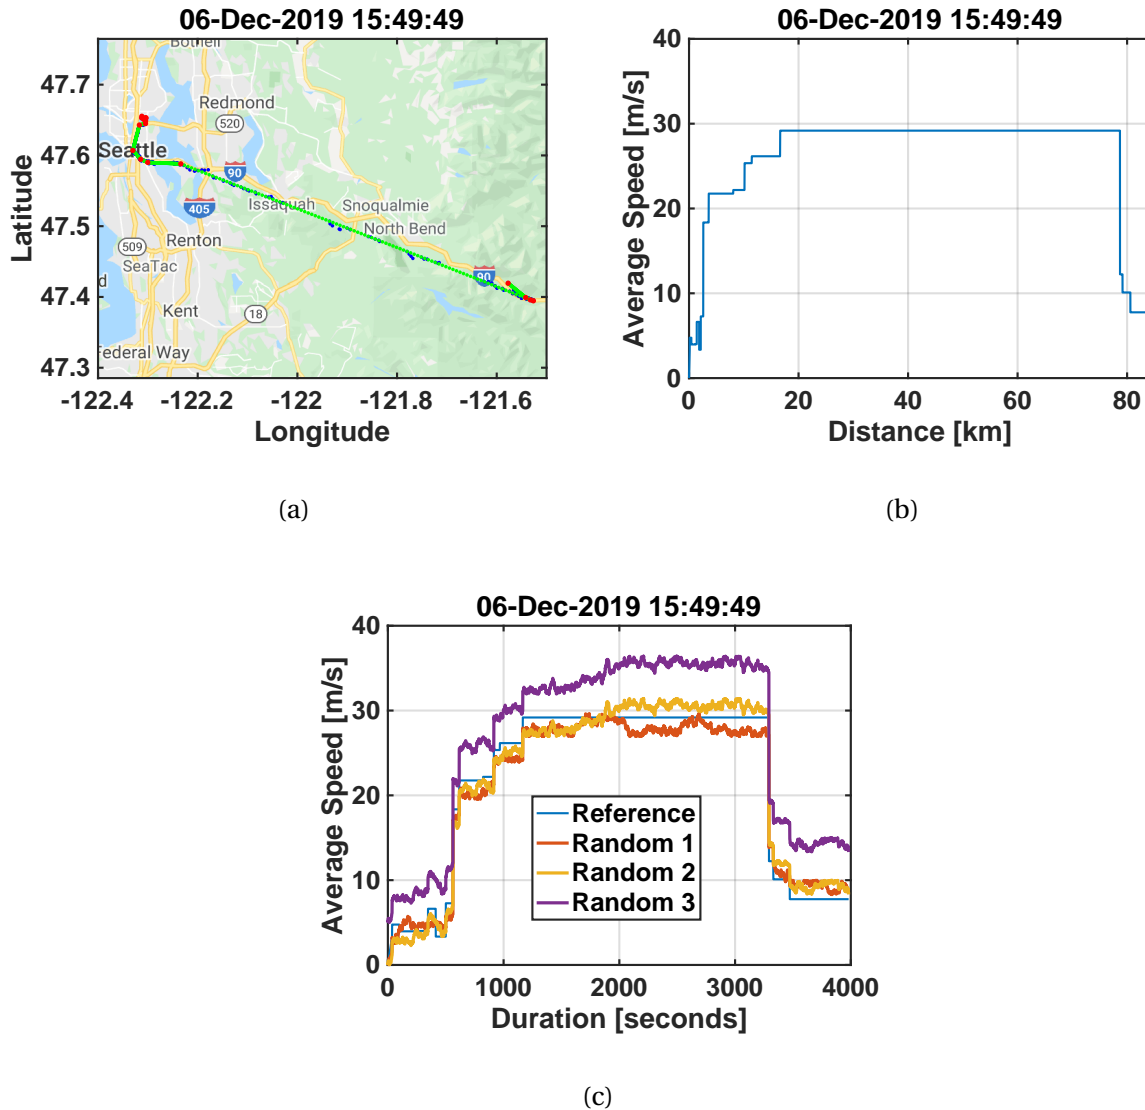 06-Dec-2019 15:49:49
47.7
47.6
47.5
47.4
47.3
Latitude
Bothell
Redmond
520
Seattle
90
405
Issaquah
Snoqualmie
North Bend
Renton
509
SeaTac
90
d
Kent
18
Federal Way
-122.4 -122.2 -122 -121.8 -121.6
Longitude
(a)
06-Dec-2019 15:49:49
40
30
20
10
0
Average Speed [m/s]
0 20 40 60 80
Distance [km]
(b)
06-Dec-2019 15:49:49
40
30
20
10
0
Average Speed [m/s]
Reference
Random 1
Random 2
Random 3
0 1000 2000 3000 4000
Duration [seconds]
(c)